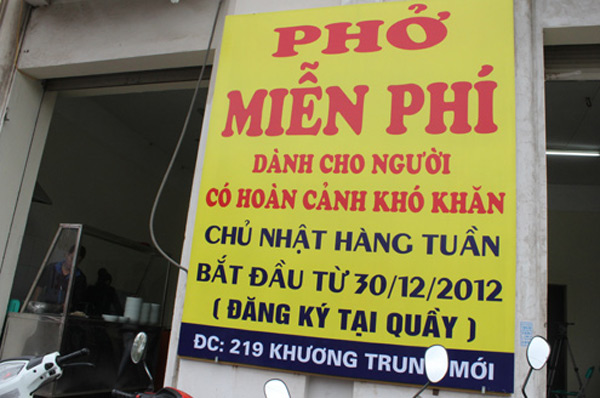 PHỞ
MIỄN PHÍ
DÀNH CHO NGƯỜI
CÓ HOÀN CẢNH KHÓ KHĂN
CHỦ NHẬT HÀNG TUẦN
BẮT ĐẦU TỪ 30/12/2012
( ĐĂNG KÝ TẠI QUẦY )
ĐC: 219 KHƯƠNG TRUNG MỚI